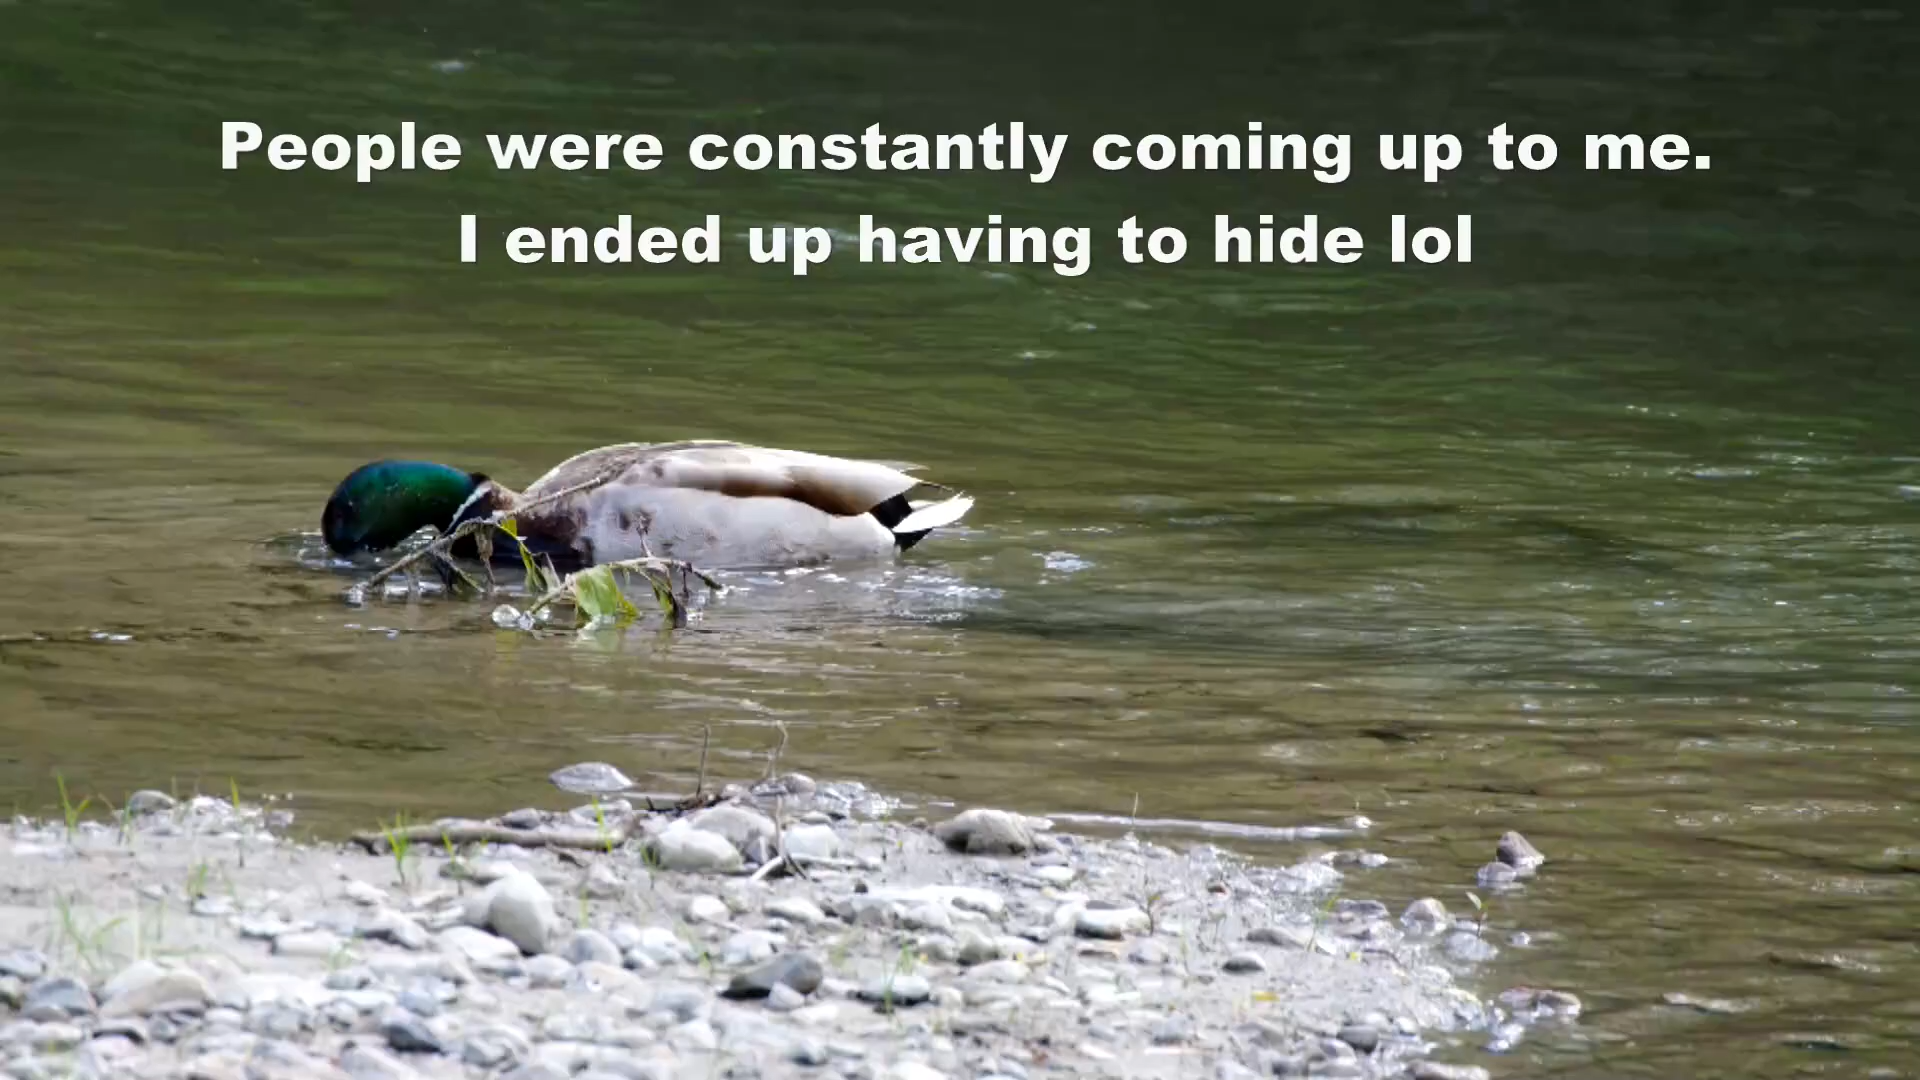 People were constantly coming up to me.
I ended up having to hide lol